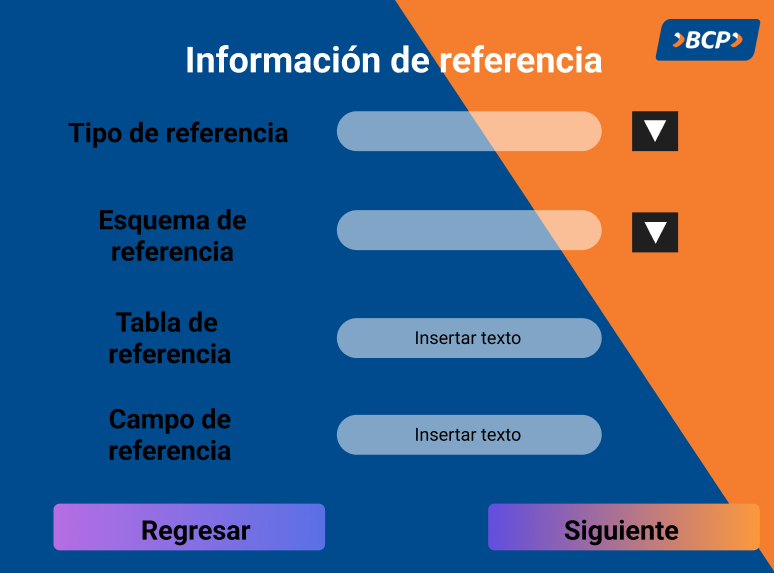 BCP
Información de referencia
Tipo de referencia
Esquema de
referencia
Tabla de
referencia
Insertar texto
Campo de
referencia
Insertar texto
Regresar
Siguiente